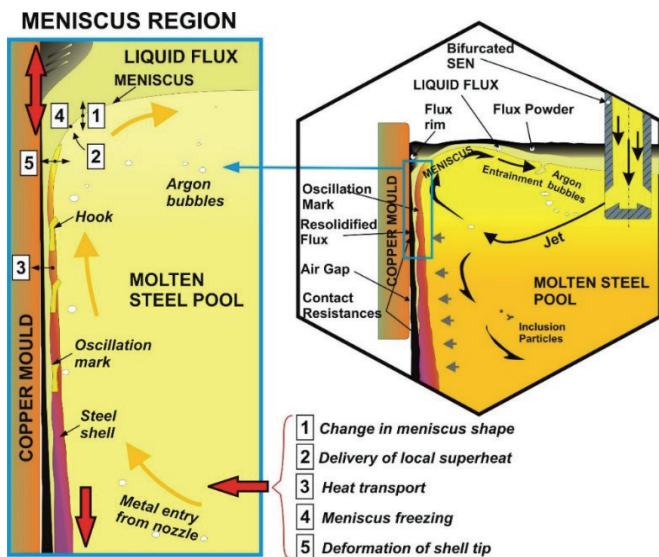 MENISCUS REGION
LIQUID FLUX
MENISCUS
4
1
2
5
Argon
bubbles
Hook
3
COPPER MOULD
MOLTEN
STEEL POOL
Oscillation
mark
Steel
shell
Metal entry
from nozzle
Bifurcated
SEN
LIQUID FLUX
Flux
rim
Flux Powder
MENISCUS
Entrainment
Argon
bubbles
Oscillation
Mark
Resolidified
Flux
COPPER MOULD
Jet
Air Gap
Contact
Resistances
MOLTEN STEEL
POOL
Inclusion
Particles
1 Change in meniscus shape
2 Delivery of local superheat
3 Heat transport
4 Meniscus freezing
5 Deformation of shell tip